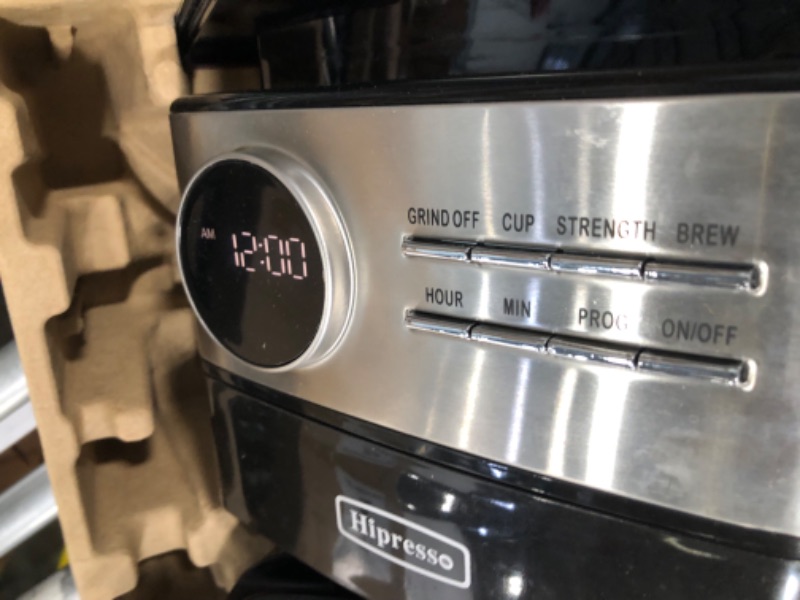 AM 12:00
GRIND OFF CUP STRENGTH BREW
HOUR MIN PROG ON/OFF
Hipresso